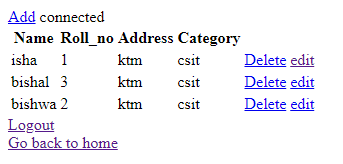 Add connected
Name Roll_no Address Category
isha 1 ktm csit Delete edit
bishal 3 ktm csit Delete edit
bishwa 2 ktm csit Delete edit
Logout
Go back to home